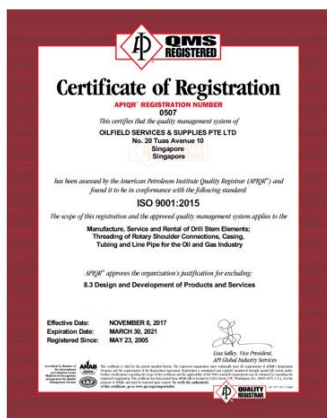 QMS
REGISTERED
Certificate of Registration
APIQR® REGISTRATION NUMBER
0507
This certifies that the quality management system of
OILFIELD SERVICES & SUPPLIES PTE LTD
No. 20 Tuas Avenue 10
Singapore
Singapore
has been assessed by the American Petroleum Institute Quality Registrar (APIQR®) and
found it to be in conformance with the following standard:
ISO 9001:2015
The scope of this registration and the approved quality management system applies to the
Manufacture, Service and Rental of Drill Stem Elements;
Threading of Rotary Shoulder Connections, Casing,
Tubing and Line Pipe for the Oil and Gas Industry
APIQR® approves the organization's justification for excluding:
8.3 Design and Development of Products and Services
Effective Date: NOVEMBER 8, 2017
Expiration Date: MARCH 30, 2021
Registered Since: MAY 23, 2005
Lisa Salley, Vice President,
API Global Industry Services
QUALITY
REGISTRAR